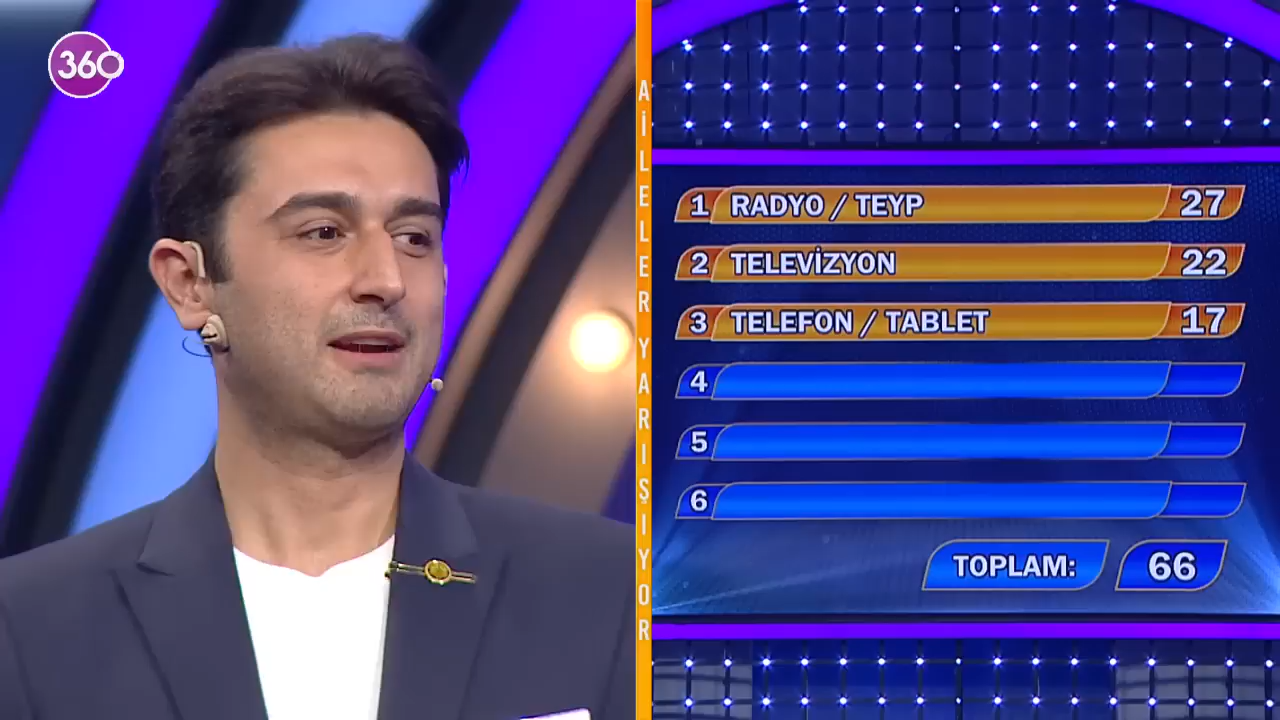 360
AİLELER YARIŞIYOR
1 RADYO / TEYP 27
2 TELEVİZYON 22
3 TELEFON / TABLET 17
4
5
6
TOPLAM: 66